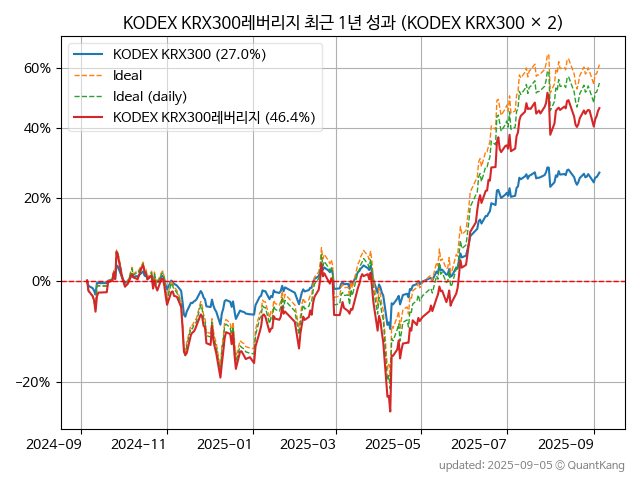 KODEX KRX300레버리지 최근 1년 성과 (KODEX KRX300 × 2)
KODEX KRX300 (27.0%)
Ideal
Ideal (daily)
KODEX KRX300레버리지 (46.4%)
60%
40%
20%
0%
−20%
2024−09
2024−11
2025−01
2025−03
2025−05
2025−07
2025−09
updated: 2025-09-05 © QuantKang